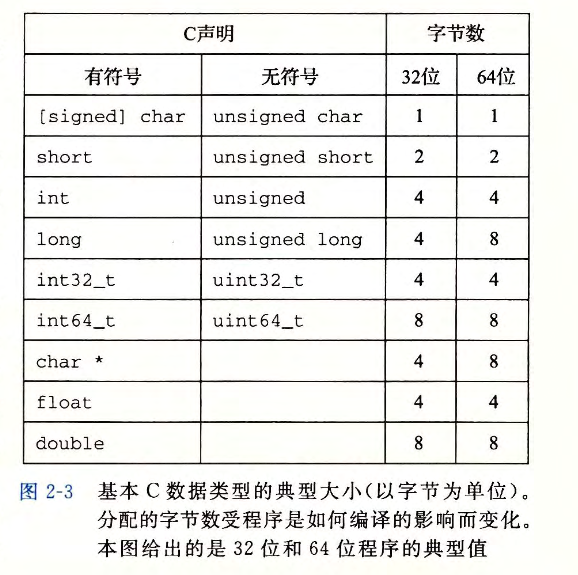 C声明 字节数
有符号 无符号 32位 64位
[signed] char unsigned char 1 1
short unsigned short 2 2
int unsigned 4 4
long unsigned long 4 8
int32_t uint32_t 4 4
int64_t uint64_t 8 8
char * 4 8
float 4 4
double 8 8
图 2-3 基本 C 数据类型的典型大小(以字节为单位)。
分配的字节数受程序是如何编译的影响而变化。
本图给出的是 32 位和 64 位程序的典型值